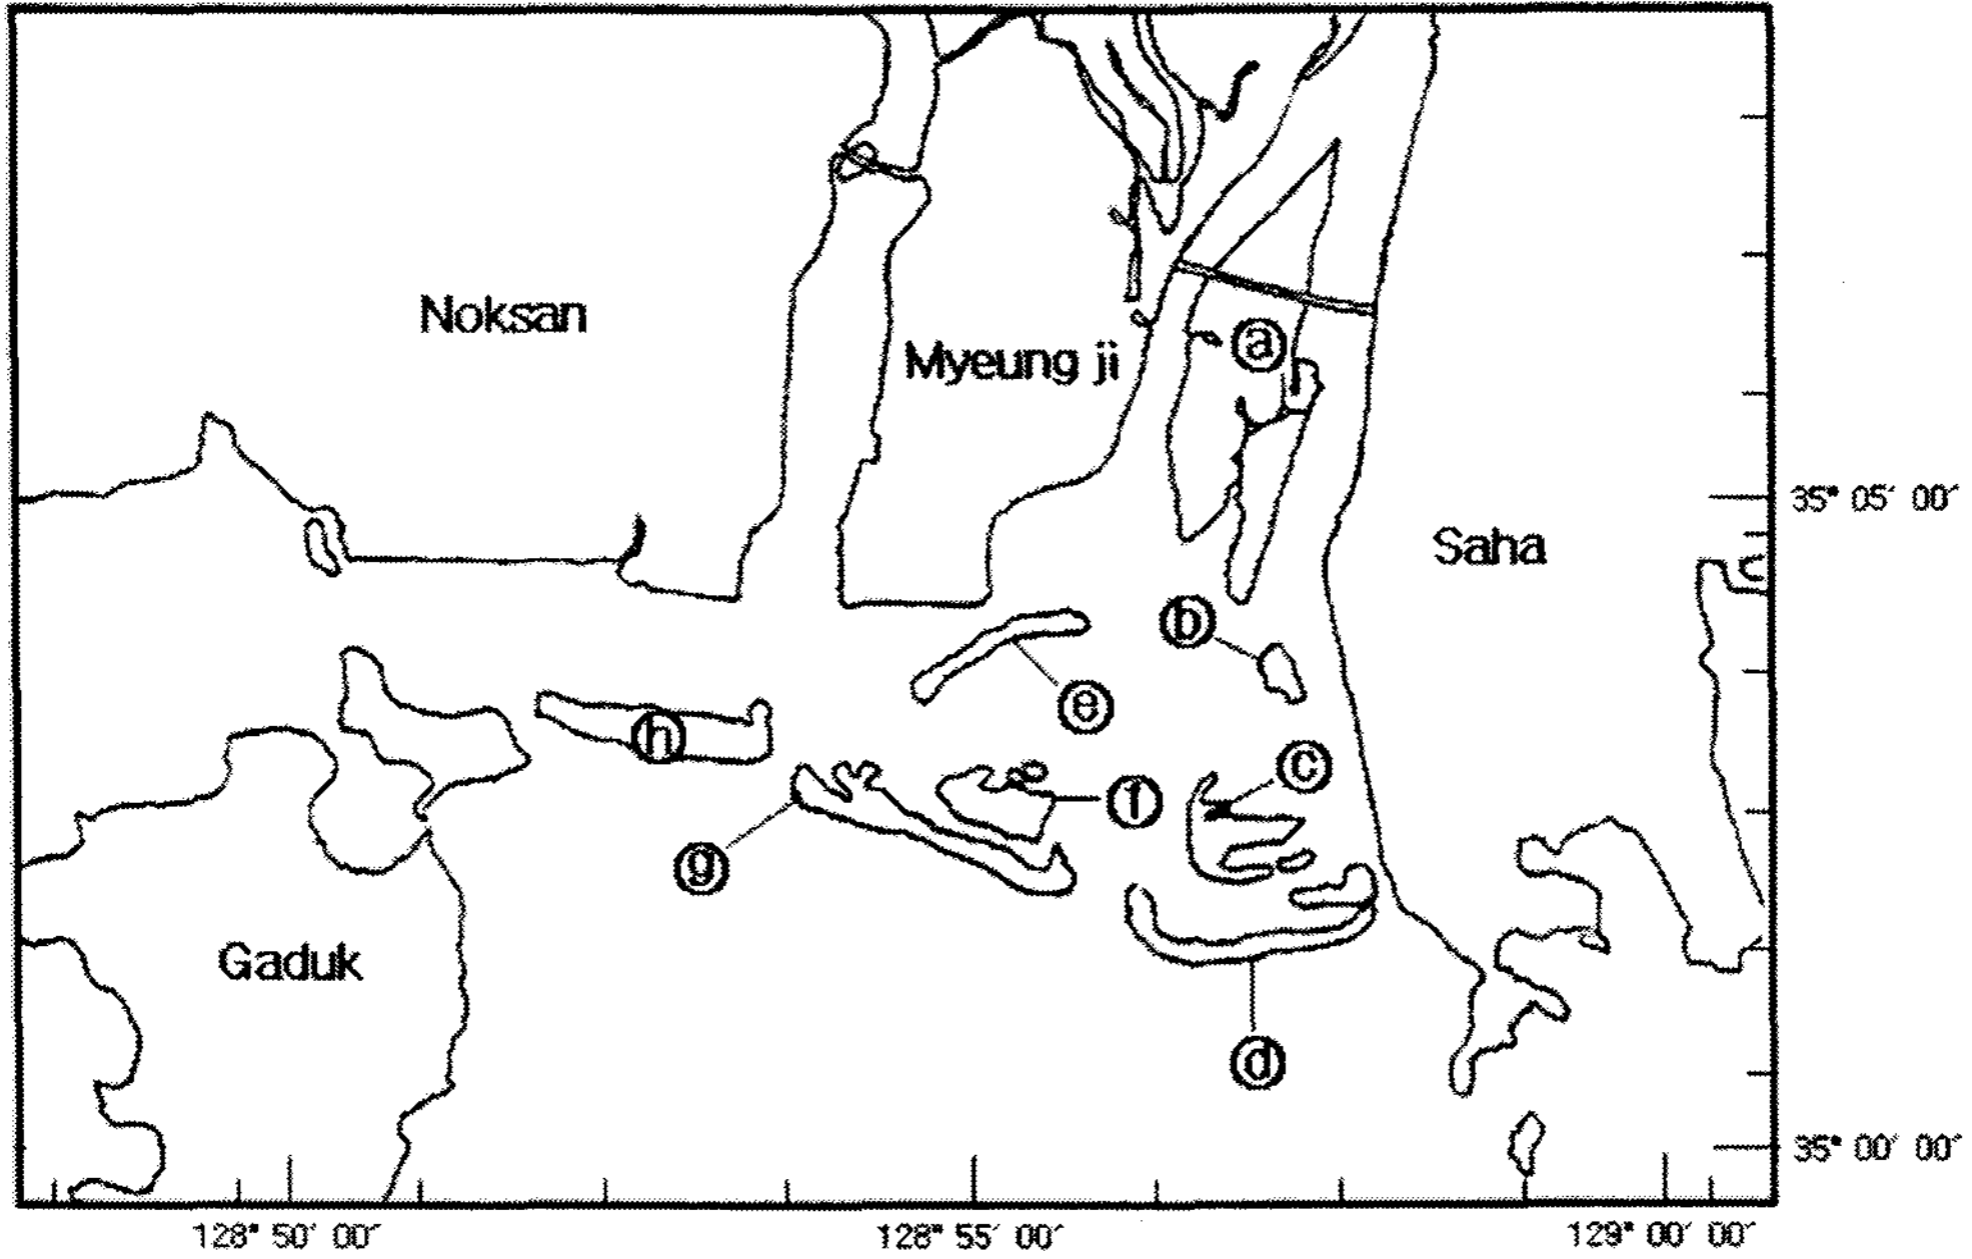 Noksan
Myeung ji
ⓐ
35° 05′ 00″
Saha
ⓑ
ⓔ
ⓗ
ⓒ
ⓕ
ⓖ
Gaduk
ⓓ
35° 00′ 00″
128° 50′ 00″
128° 55′ 00″
129° 00′ 00″